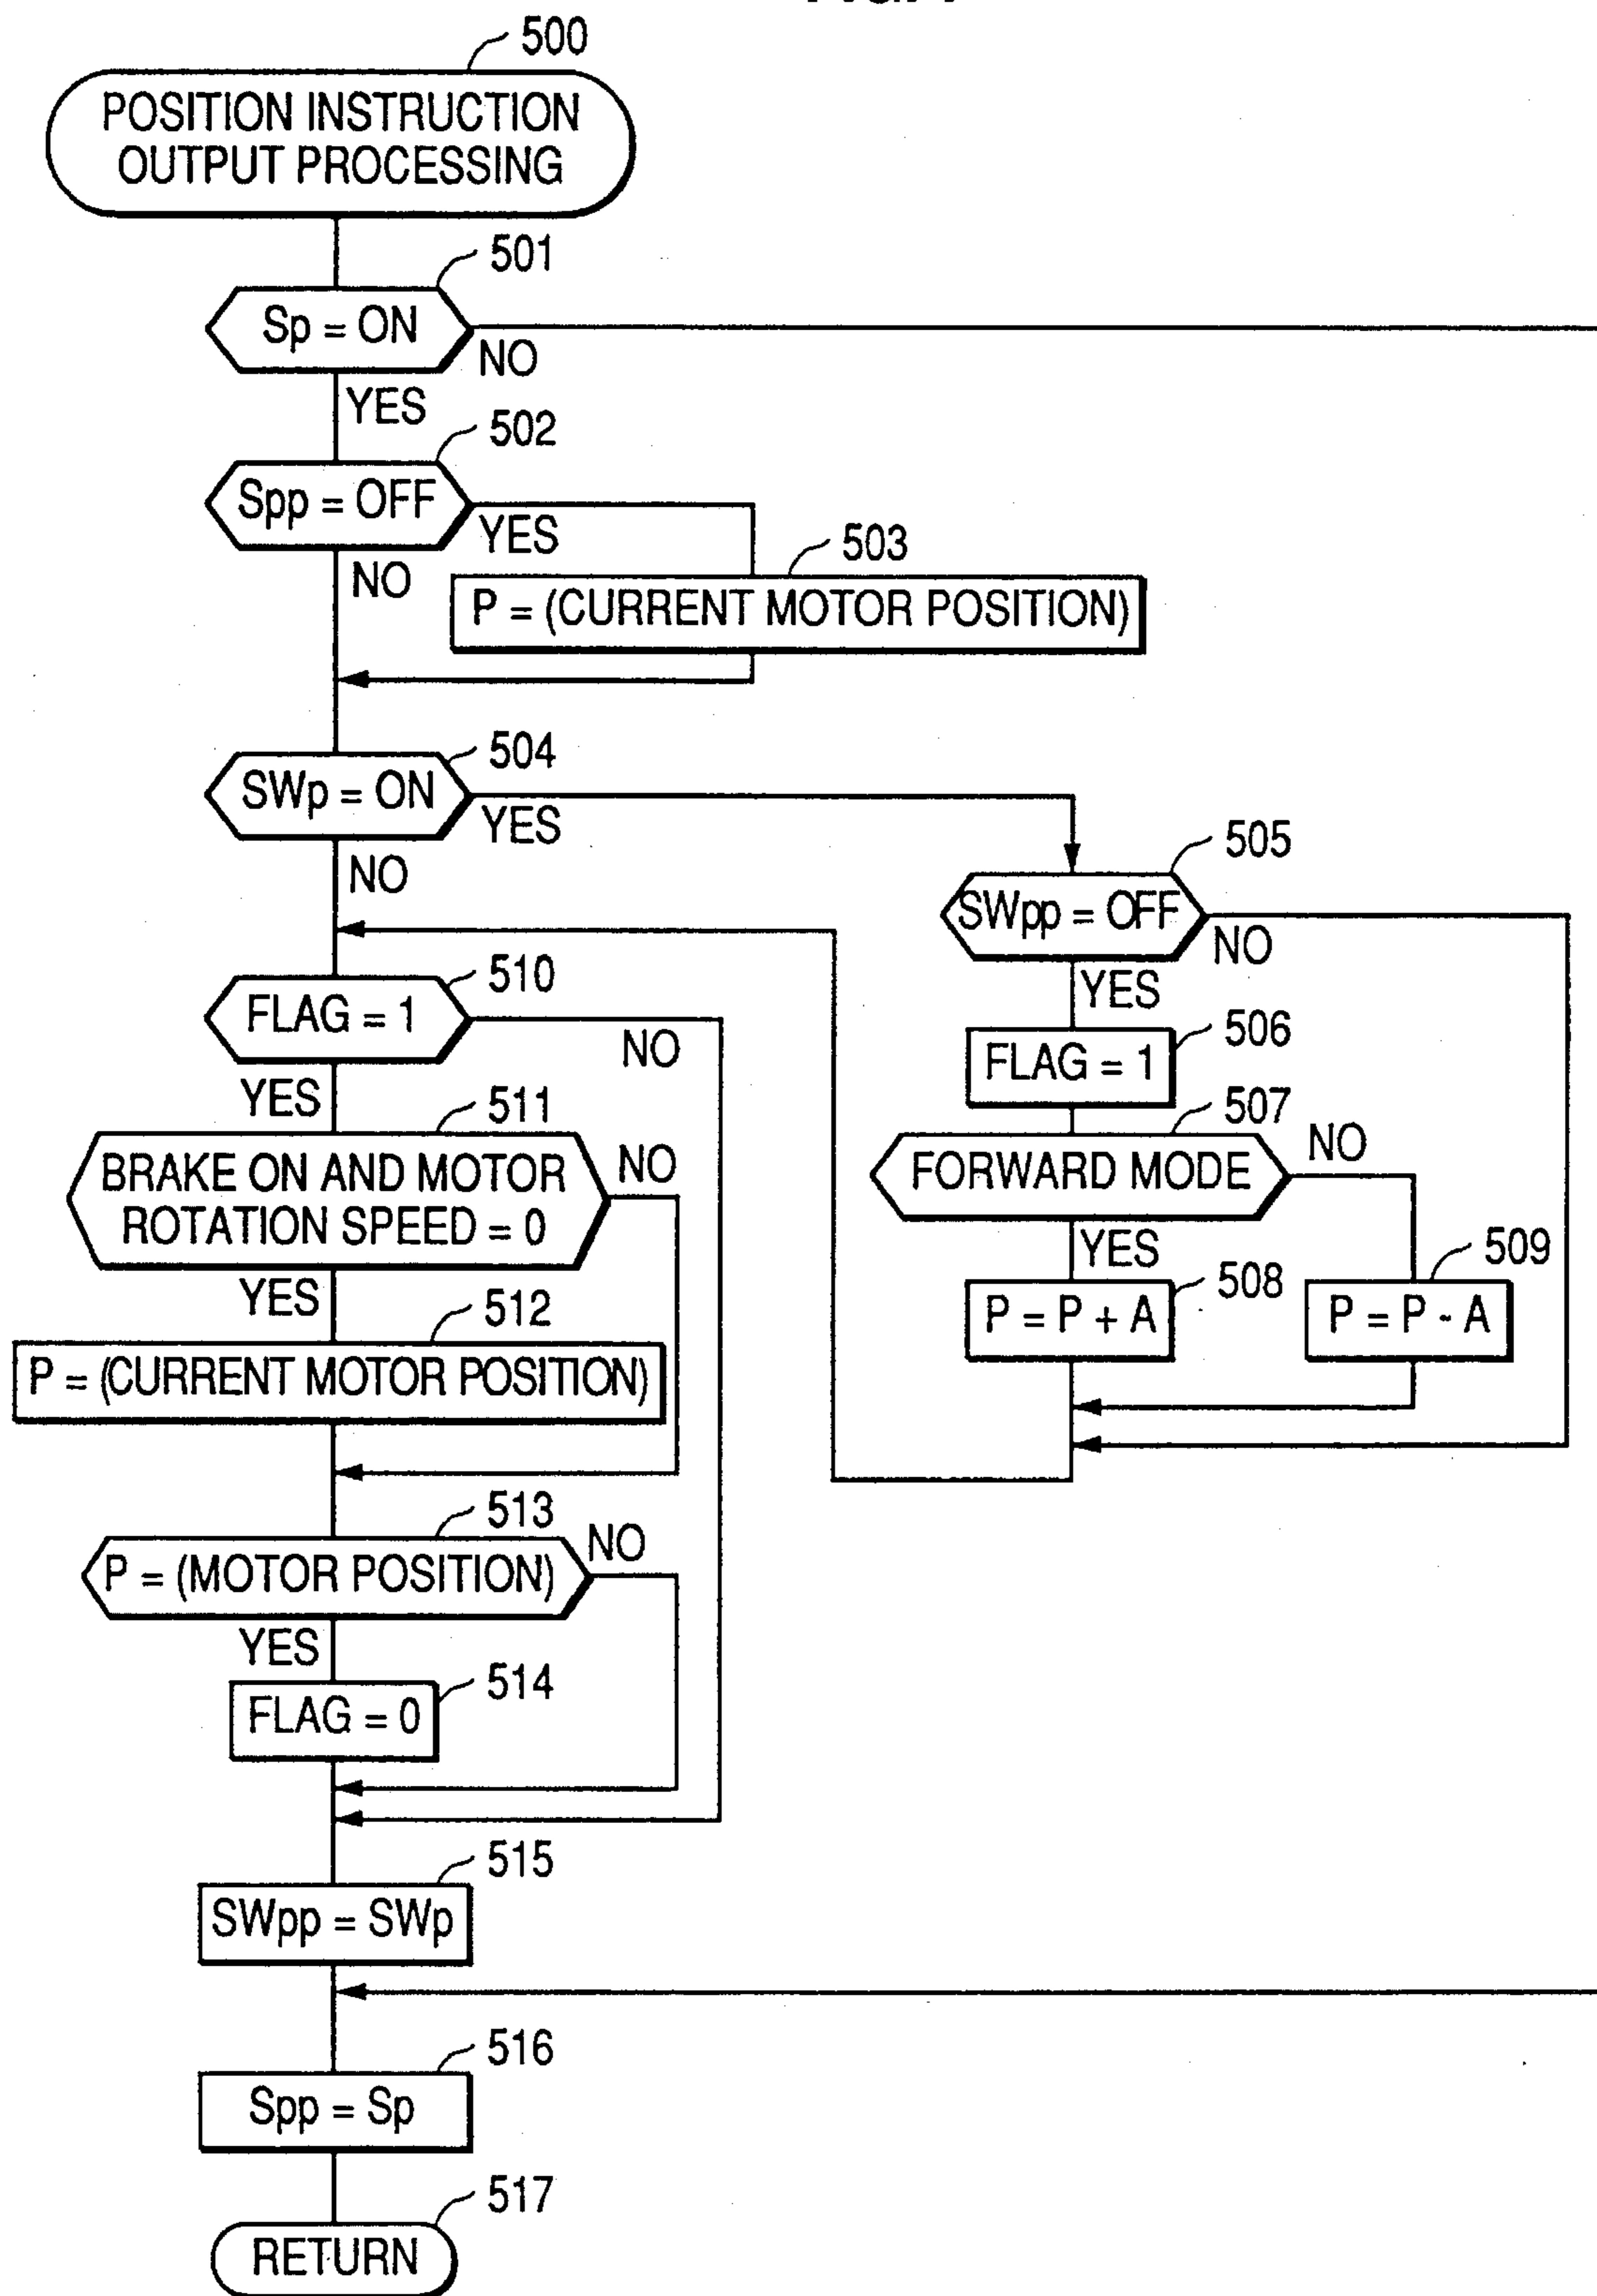 500
POSITION INSTRUCTION
OUTPUT PROCESSING
501
Sp = ON
NO
YES
502
Spp = OFF
YES
NO
503
P = (CURRENT MOTOR POSITION)
504
SWp = ON
YES
NO
505
SWpp = OFF
NO
YES
506
FLAG = 1
507
FORWARD MODE
NO
YES
508
P = P + A
509
P = P - A
510
FLAG = 1
NO
YES
511
BRAKE ON AND MOTOR
ROTATION SPEED = 0
NO
YES
512
P = (CURRENT MOTOR POSITION)
513
P = (MOTOR POSITION)
NO
YES
514
FLAG = 0
515
SWpp = SWp
516
Spp = Sp
517
RETURN